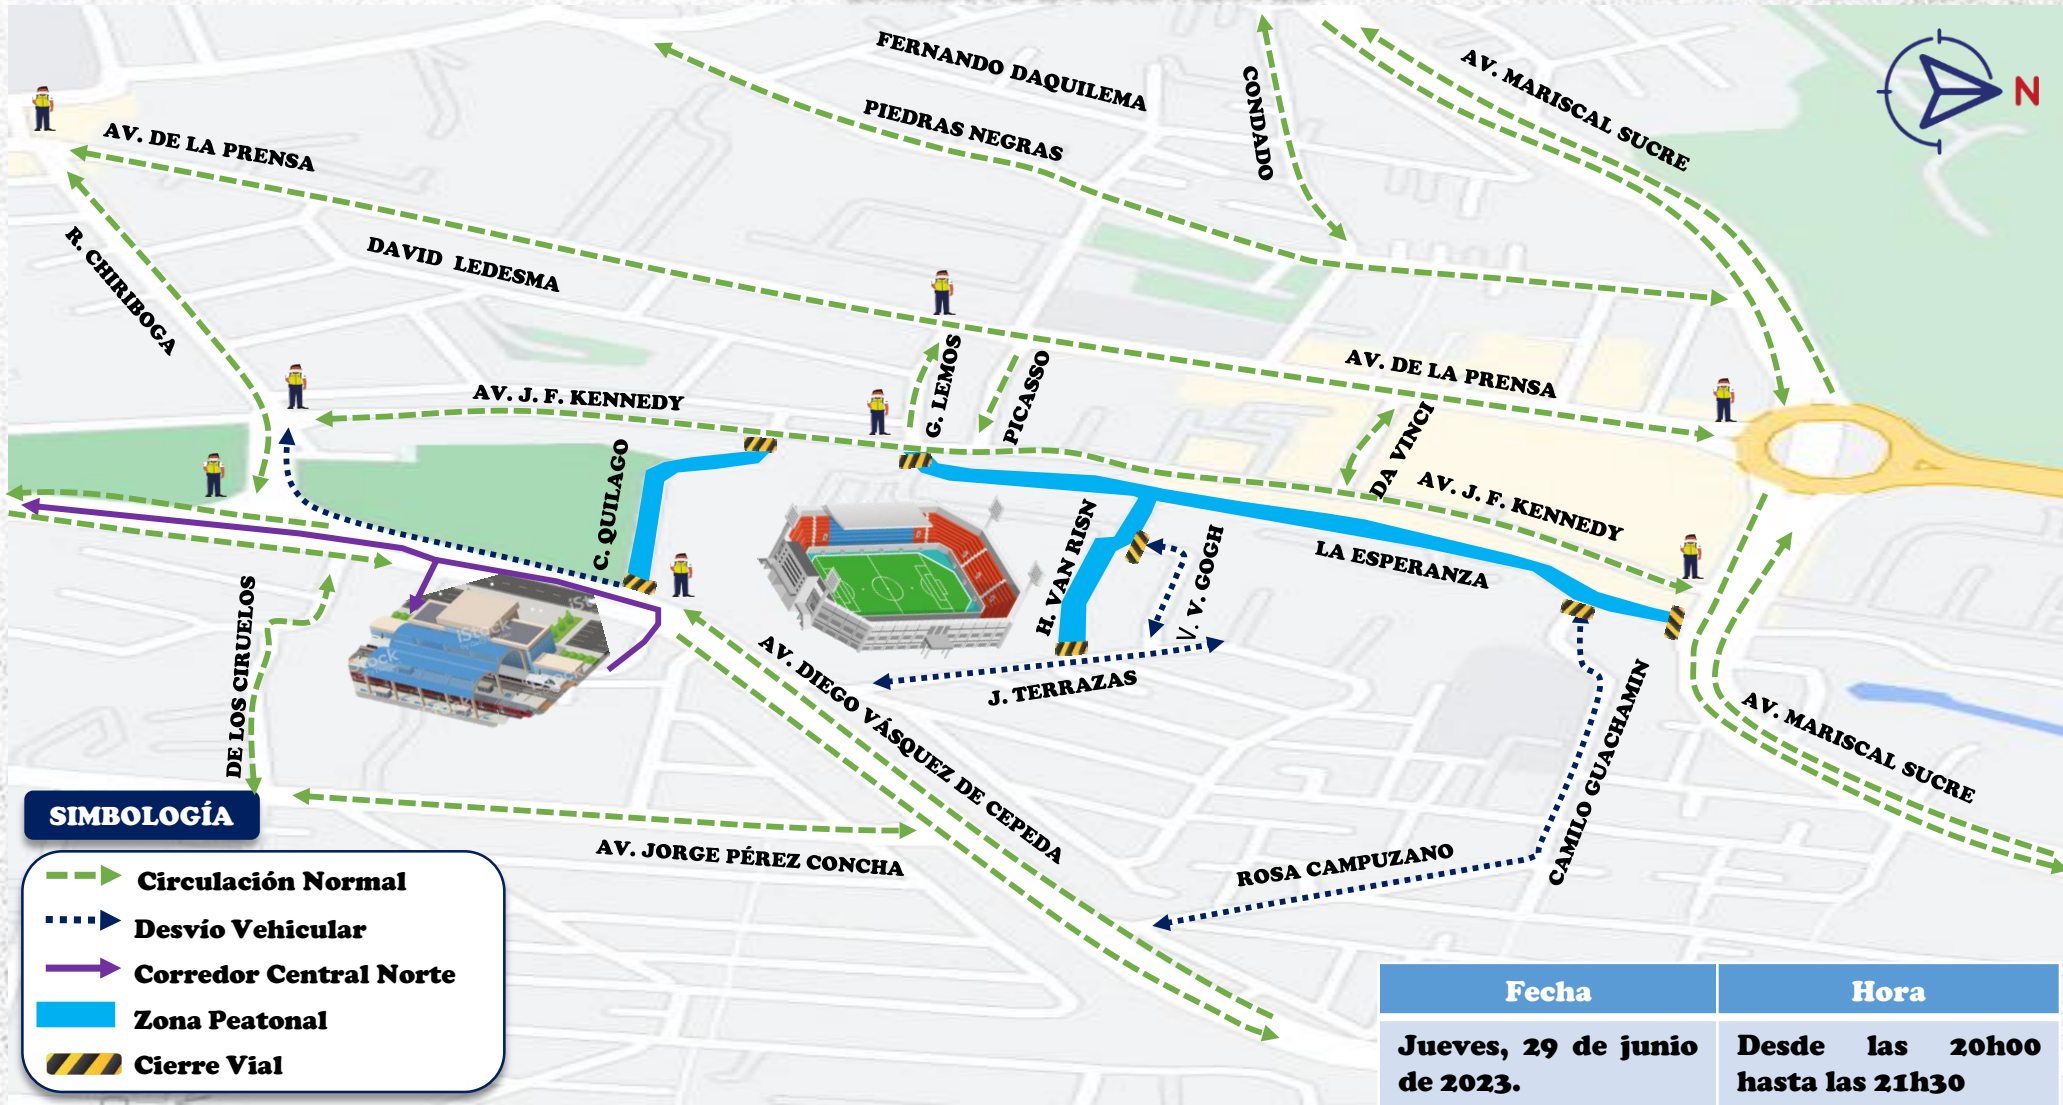 FERNANDO DAQUILEMA
AV. MARISCAL SUCRE
CONDADO
N
PIEDRAS NEGRAS
AV. DE LA PRENSA
R. CHIRIBOGA
DAVID LEDESMA
G. LEMOS
PICASSO
AV. DE LA PRENSA
AV. J. F. KENNEDY
DA VINCI
C. QUILAGO
AV. J. F. KENNEDY
H. VAN RISN
V. V. GOGH
LA ESPERANZA
DE LOS CIRUELOS
iStock
AV. DIEGO VÁSQUEZ DE CEPEDA
J. TERRAZAS
CAMILO GUACHAMIN
AV. MARISCAL SUCRE
AV. JORGE PÉREZ CONCHA
ROSA CAMPUZANO
SIMBOLOGÍA
Circulación Normal
Desvío Vehicular
Corredor Central Norte
Zona Peatonal
Cierre Vial
Fecha
Hora
Jueves, 29 de junio
de 2023.
Desde las 20h00
hasta las 21h30